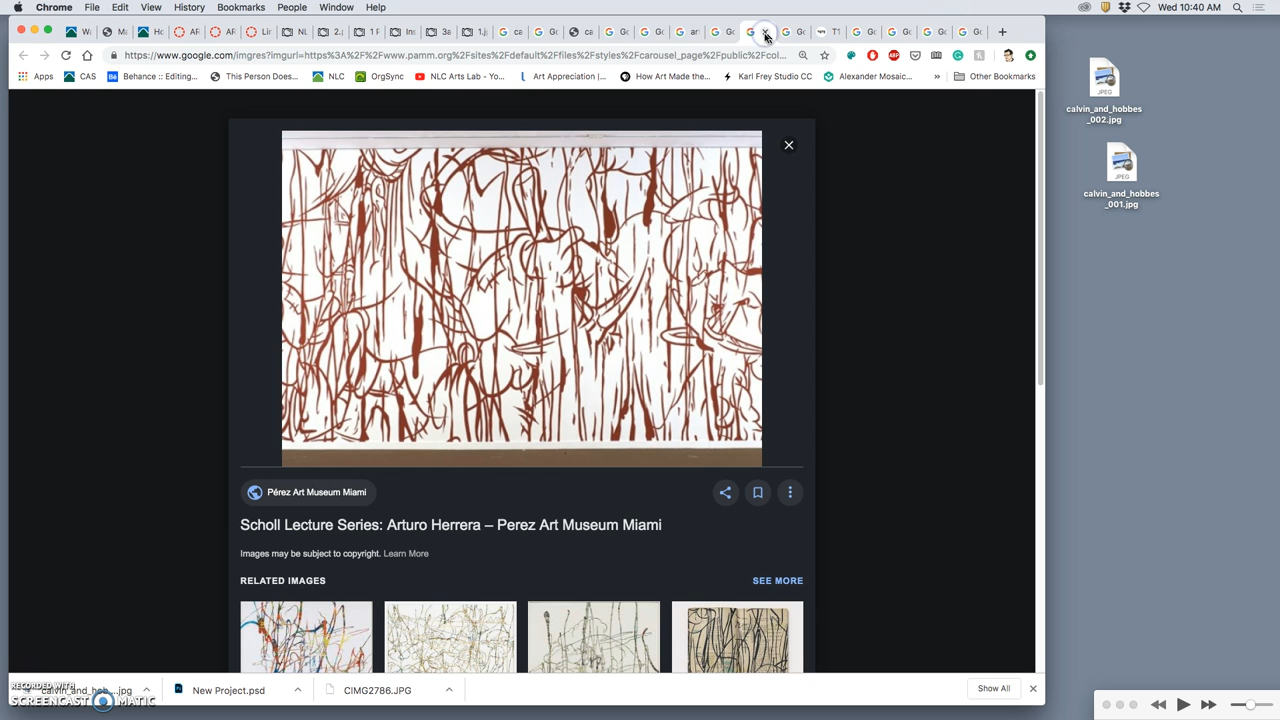 Chrome File Edit View History Bookmarks People Window Help
Wed 10:40 AM
https://www.google.com/imgres?imgurl=https%3A%2F%2Fwww.pamm.org%2Fsites%2Fdefault%2Ffiles%2Fstyles%2Fcarousel_page%2Fpublic%2Fcol...
Apps CAS Behance :: Editing... This Person Does... NLC OrgSync NLC Arts Lab - Yo... Art Appreciation |... How Art Made the... Karl Frey Studio CC Alexander Mosaic... » Other Bookmarks
JPEG
calvin_and_hobbes
_002.jpg
JPEG
calvin_and_hobbes
_001.jpg
Pérez Art Museum Miami
Scholl Lecture Series: Arturo Herrera – Perez Art Museum Miami
Images may be subject to copyright. Learn More
RELATED IMAGES SEE MORE
calvin_and_hob....jpg New Project.psd CIMG2786.JPG Show All
RECORDED WITH
SCREENCAST MATIC